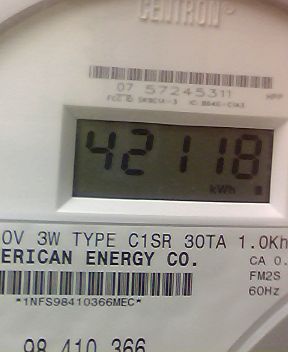 CENTRON
07 57245311
HPP
42118
kWh
0V 3W TYPE C1SR 30TA 1.0Kh
ERICAN ENERGY CO.
CA 0.
FM2S
60Hz
*1NFS98410366MEC*
98 410 366